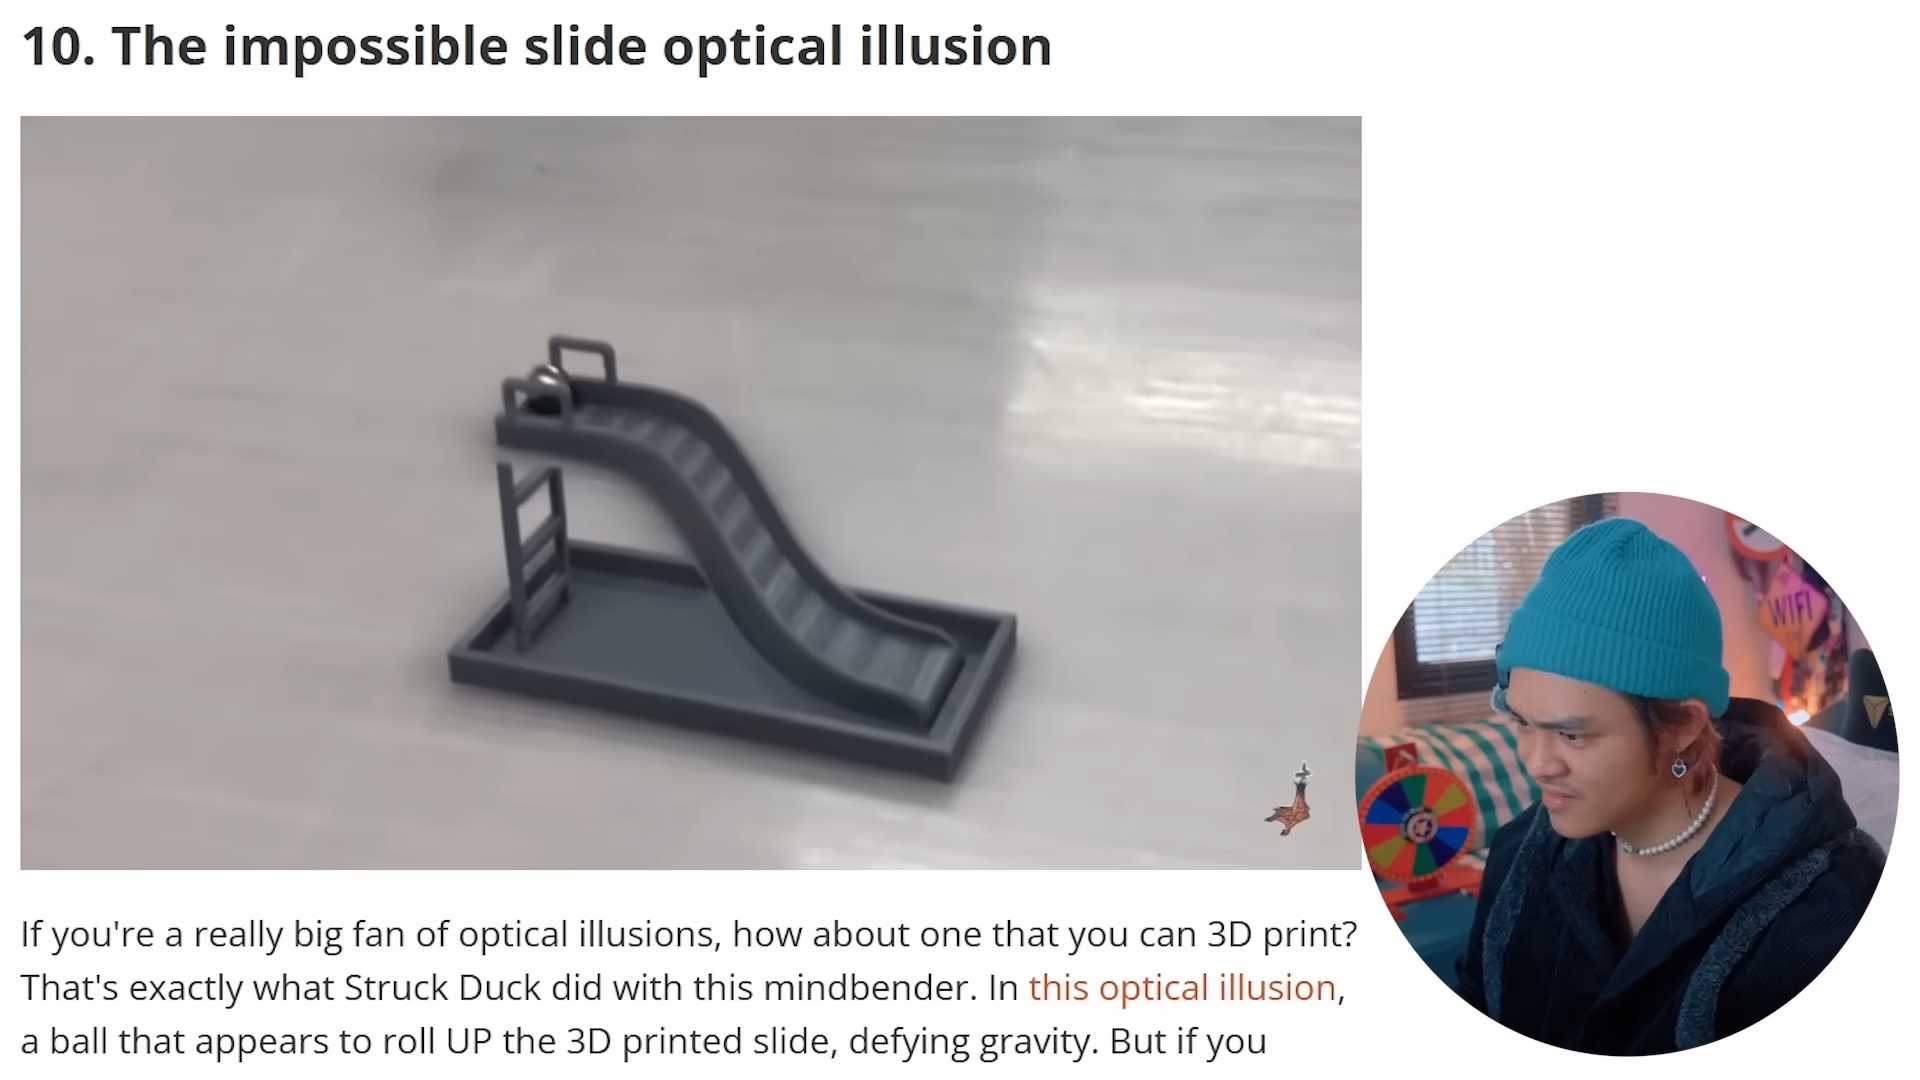 10. The impossible slide optical illusion
WIFI
If you're a really big fan of optical illusions, how about one that you can 3D print?
That's exactly what Struck Duck did with this mindbender. In this optical illusion,
a ball that appears to roll UP the 3D printed slide, defying gravity. But if you